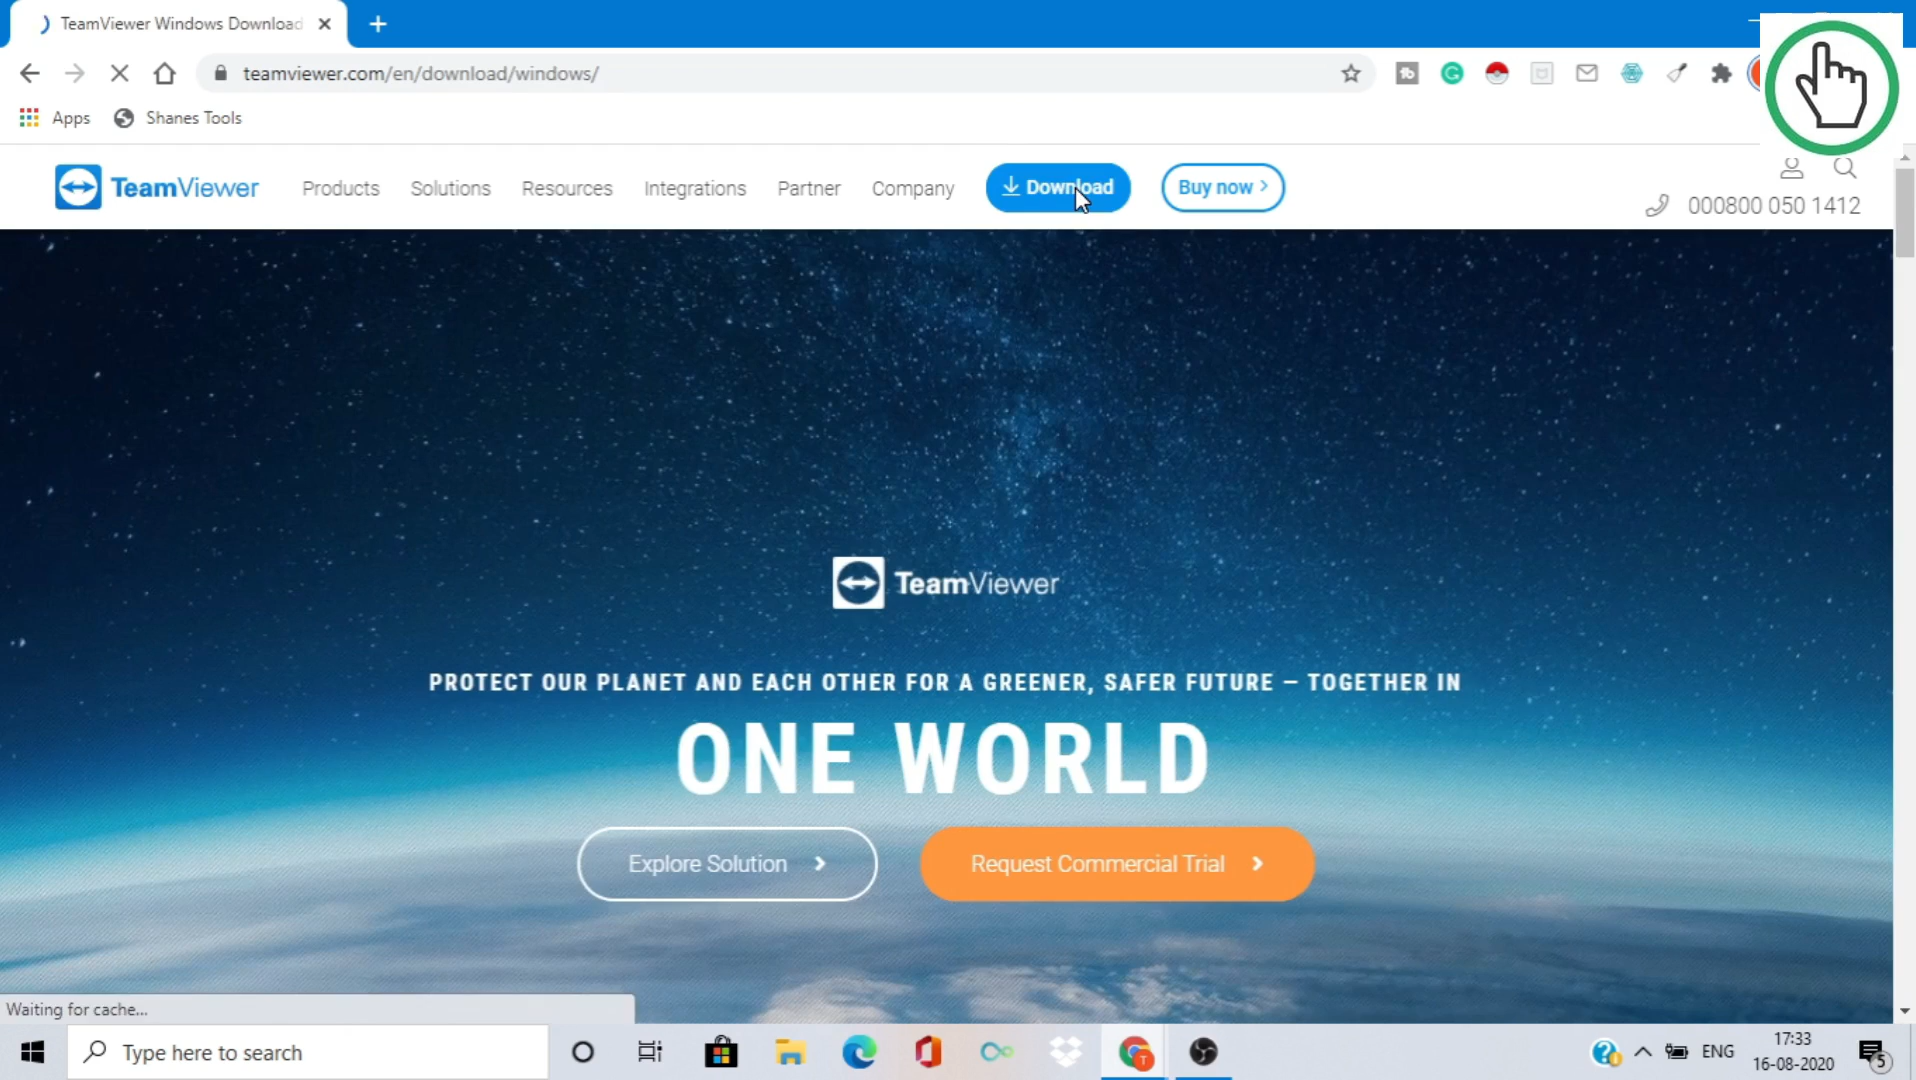 TeamViewer Windows Download
teamviewer.com/en/download/windows/
Apps Shanes Tools
TeamViewer Products Solutions Resources Integrations Partner Company Download Buy now
000800 050 1412
TeamViewer
PROTECT OUR PLANET AND EACH OTHER FOR A GREENER, SAFER FUTURE – TOGETHER IN
ONE WORLD
Explore Solution Request Commercial Trial
Waiting for cache...
Type here to search
ENG
17:33
16-08-2020
5